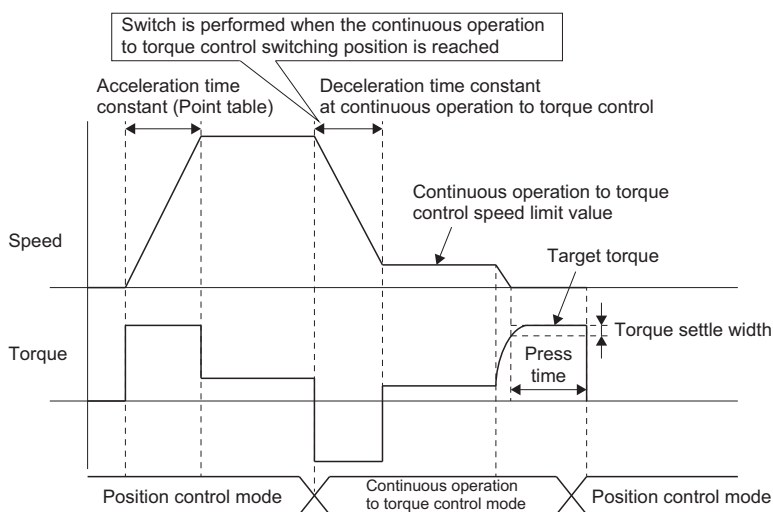 Switch is performed when the continuous operation
to torque control switching position is reached
Acceleration time
constant (Point table)
Deceleration time constant
at continuous operation to torque control
Continuous operation to torque
control speed limit value
Speed
Target torque
Torque settle width
Torque
Press
time
Position control mode
Continuous operation
to torque control mode
Position control mode